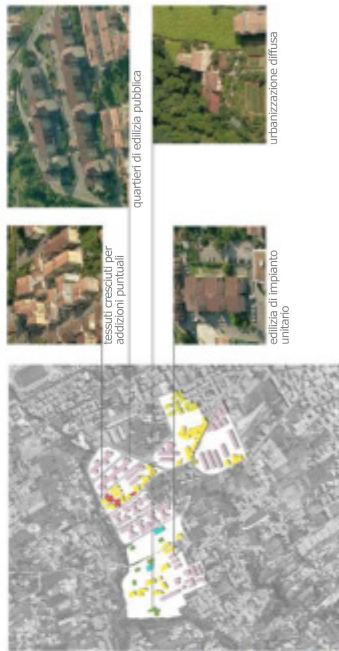 quartieri di edilizia pubblica
urbanizzazione diffusa
tessuti cresciuti per
addizioni puntuali
edilizia di impianto
unitario